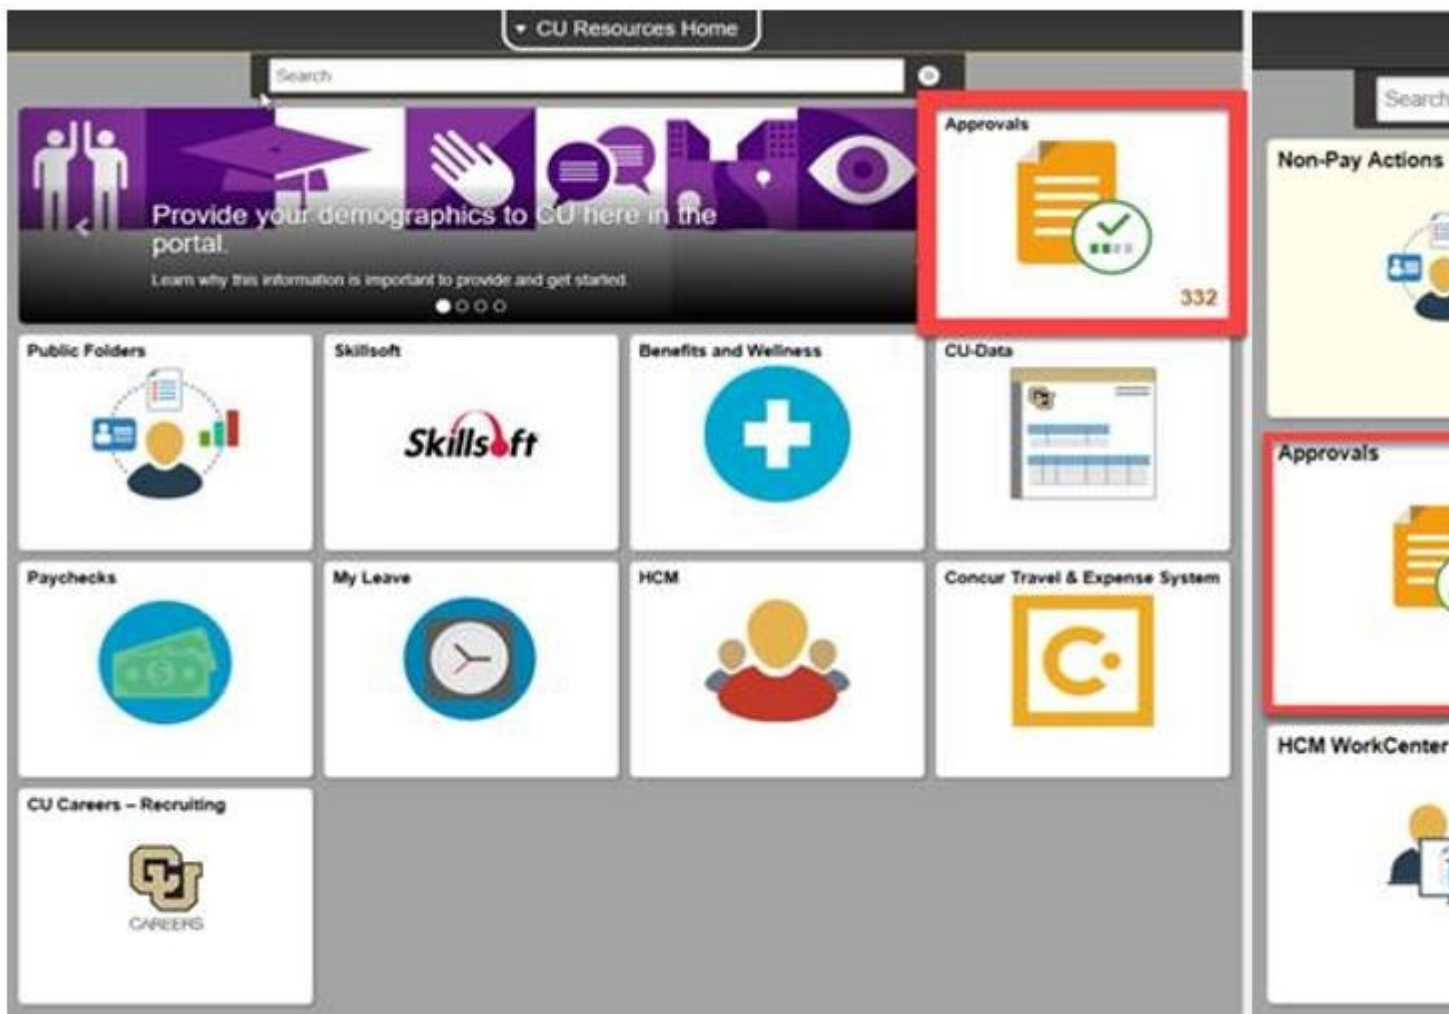 CU Resources Home
Search
Provide your demographics to CU here in the
portal.
Learn why this information is important to provide and get started.
Approvals
332
Public Folders
Skillsoft
Skillsoft
Benefits and Wellness
CU-Data
CU
Paychecks
My Leave
HCM
Concur Travel & Expense System
CU Careers – Recruiting
CU
CAREERS
Search
Non-Pay Actions
Approvals
HCM WorkCenter